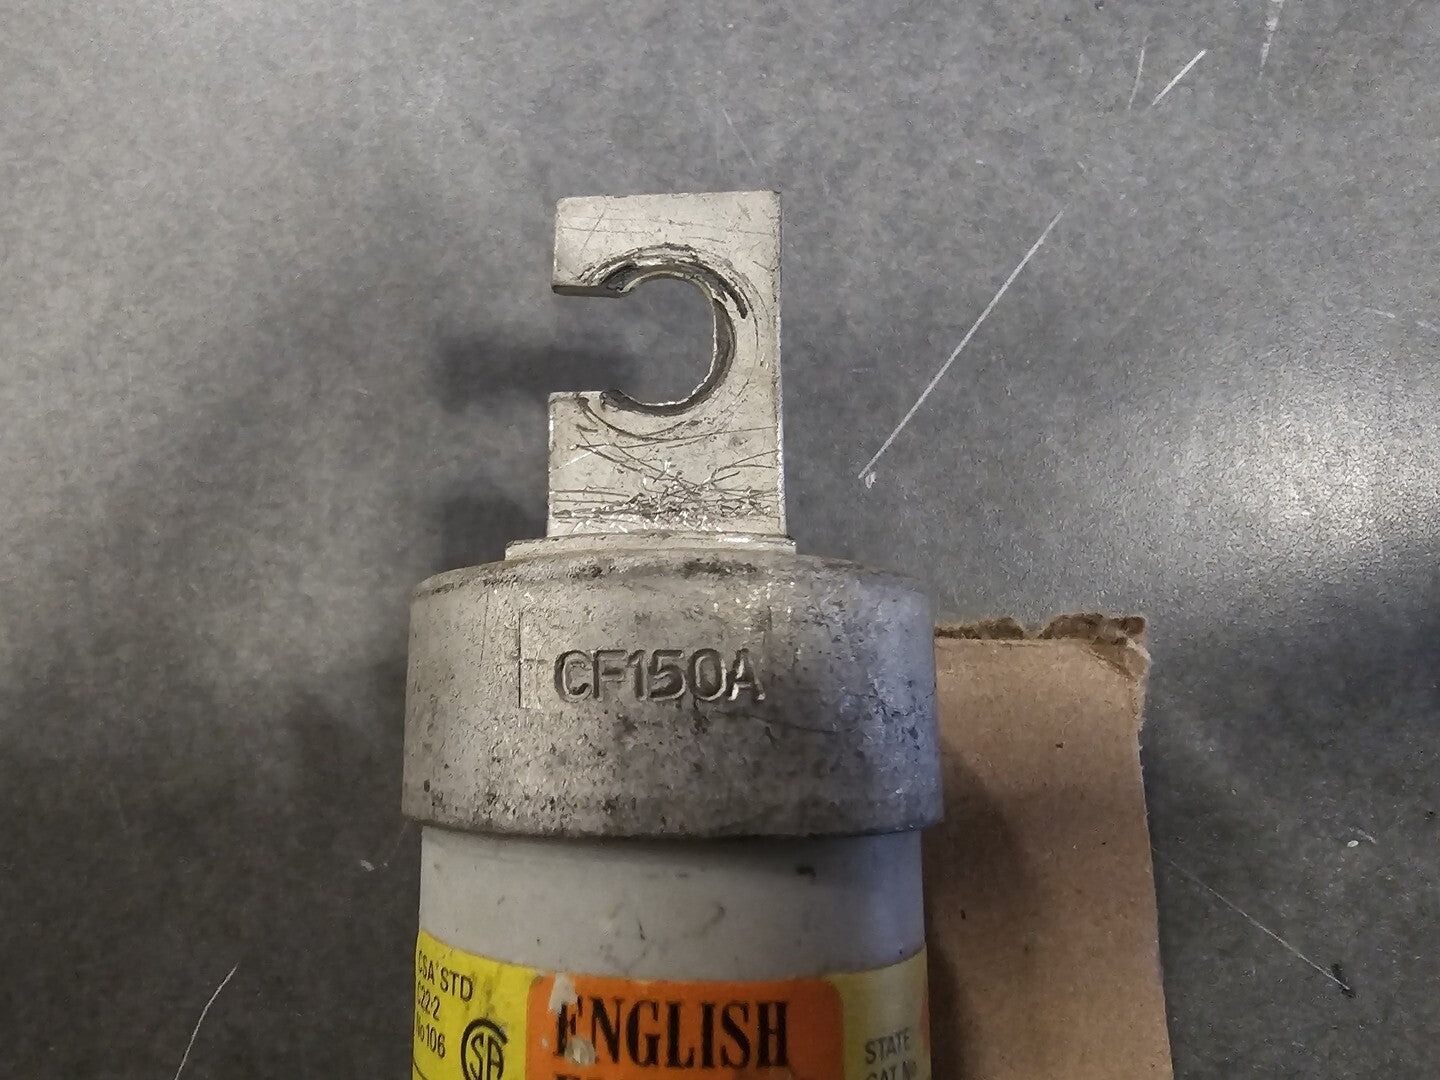 CF150A
CSA STD
C22·2
No 106
SA
ENGLISH
STATE
CAT No